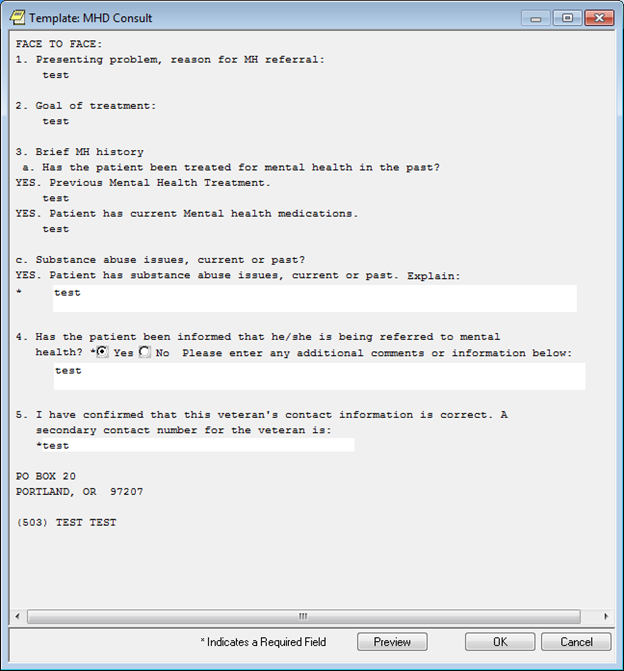 Template: MHD Consult
FACE TO FACE:
1. Presenting problem, reason for MH referral:
test
2. Goal of treatment:
test
3. Brief MH history
a. Has the patient been treated for mental health in the past?
YES. Previous Mental Health Treatment.
test
YES. Patient has current Mental health medications.
test
c. Substance abuse issues, current or past?
YES. Patient has substance abuse issues, current or past. Explain:
* test
4. Has the patient been informed that he/she is being referred to mental
health? * Yes No Please enter any additional comments or information below:
test
5. I have confirmed that this veteran's contact information is correct. A
secondary contact number for the veteran is:
*test
PO BOX 20
PORTLAND, OR 97207
(503) TEST TEST
* Indicates a Required Field Preview OK Cancel